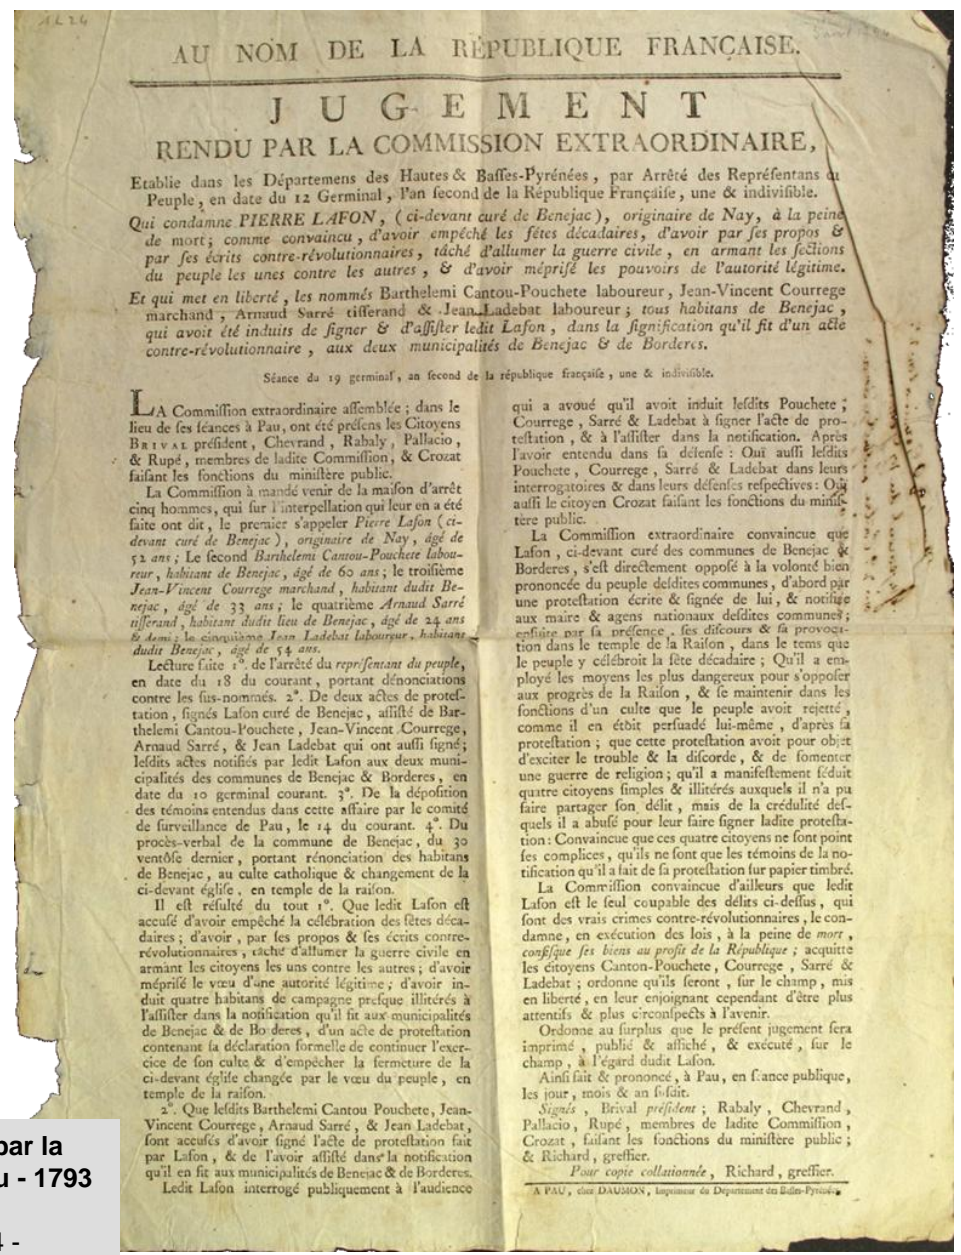 1L24
AU NOM DE LA RÉPUBLIQUE FRANÇAISE.
JUGEMENT
RENDU PAR LA COMMISSION EXTRAORDINAIRE,
Etablie dans les Départemens des Hautes & Baſſes-Pyrénées, par Arrêté des Repréſentans du
Peuple, en date du 12 Germinal, l'an ſecond de la République Françaiſe, une & indiviſible.
Qui condamne PIERRE LAFON, (ci-devant curé de Benejac), originaire de Nay, à la peine
de mort; comme convaincu, d'avoir empêché les fêtes décadaires, d'avoir par ſes propos &
par ſes écrits contre-révolutionnaires, tâché d'allumer la guerre civile, en armant les ſections
du peuple les unes contre les autres, & d'avoir mépriſé les pouvoirs de l'autorité légitime.
Et qui met en liberté, les nommés Barthelemi Cantou-Pouchete laboureur, Jean-Vincent Courrege
marchand, Arnaud Sarré tiſſerand & Jean Ladebat laboureur; tous habitans de Benejac,
qui avoit été induits de ſigner & d'aſſiſter ledit Lafon, dans la ſignification qu'il fit d'un acte
contre-révolutionnaire, aux deux municipalités de Benejac & de Borderes.
Séance du 19 germinal, an ſecond de la république françaiſe, une & indiviſible.
LA Commiſſion extraordinaire aſſemblée; dans le
lieu de ſes ſéances à Pau, ont été préſens les Citoyens
BRIVAL préſident, Chevrand, Rabaly, Pallacio,
& Rupé, membres de ladite Commiſſion, & Crozat
faiſant les fonctions du miniſtère public.
La Commiſſion à mandé venir de la maiſon d'arrêt
cinq hommes, qui ſur l'interpellation qui leur en a été
faite ont dit, le premier s'appeler Pierre Lafon (ci-
devant curé de Benejac), originaire de Nay, âgé de
52 ans; Le ſecond Barthelemi Cantou-Pouchete labou-
reur, habitant de Benejac, âgé de 60 ans; le troiſième
Jean-Vincent Courrege marchand, habitant dudit Be-
nejac, âgé de 33 ans; le quatrième Arnaud Sarré
tiſſerand, habitant dudit lieu de Benejac, âgé de 24 ans
& demi; le cinquième Jean Ladebat laboureur, habitant
dudit Benejac, âgé de 54 ans.
Lecture faite 1°. de l'arrêté du repréſentant du peuple,
en date du 18 du courant, portant dénonciations
contre les ſus-nommés. 2°. De deux actes de proteſ-
tation, ſignés Lafon curé de Benejac, aſſiſté de Bar-
thelemi Cantou-Pouchete, Jean-Vincent Courrege,
Arnaud Sarré, & Jean Ladebat qui ont auſſi ſigné;
leſdits actes notifiés par ledit Lafon aux deux muni-
cipalités des communes de Benejac & Borderes, en
date du 10 germinal courant. 3°. De la dépoſition
des témoins entendus dans cette affaire par le comité
de ſurveillance de Pau, le 14 du courant. 4°. Du
procès-verbal de la commune de Benejac, du 30
ventôſe dernier, portant rénonciation des habitans
de Benejac, au culte catholique & changement de la
ci-devant égliſe, en temple de la raiſon.
Il eſt réſulté du tout 1°. Que ledit Lafon eſt
accuſé d'avoir empêché la célébration des fêtes déca-
daires; d'avoir, par ſes propos & ſes écrits contre-
révolutionnaires, tâché d'allumer la guerre civile en
armant les citoyens les uns contre les autres; d'avoir
mépriſé le vœu d'une autorité légitime; d'avoir in-
duit quatre habitans de campagne preſque illitérés à
l'aſſiſter dans la notification qu'il fit aux municipalités
de Benejac & de Borderes, d'un acte de proteſtation
contenant ſa déclaration formelle de continuer l'exer-
cice de ſon culte & d'empêcher la fermeture de la
ci-devant égliſe changée par le vœu du peuple, en
temple de la raiſon.
2°. Que leſdits Barthelemi Cantou Pouchete, Jean-
Vincent Courrege, Arnaud Sarré, & Jean Ladebat,
ſont accuſés d'avoir ſigné l'acte de proteſtation fait
par Lafon, & de l'avoir aſſiſté dans la notification
qu'il en fit aux municipalités de Benejac & de Borderes.
Ledit Lafon interrogé publiquement à l'audience
qui a avoué qu'il avoit induit leſdits Pouchete,
Courrege, Sarré & Ladebat à ſigner l'acte de pro-
teſtation, & à l'aſſiſter dans la notification. Après
l'avoir entendu dans ſa défenſe: Oui auſſi leſdits
Pouchete, Courrege, Sarré & Ladebat dans leurs
interrogatoires & dans leurs défenſes reſpectives: Oui
auſſi le citoyen Crozat faiſant les fonctions du miniſ-
tère public.
La Commiſſion extraordinaire convaincue que
Lafon, ci-devant curé des communes de Benejac &
Borderes, s'eſt directement oppoſé à la volonté bien
prononcée du peuple deſdites communes, d'abord par
une proteſtation écrite & ſignée de lui, & notifiée
aux maire & agens nationaux deſdites communes;
enſuite par ſa préſence, ſes diſcours & ſa provoca-
tion dans le temple de la Raiſon, dans le tems que
le peuple y célébroit la fête décadaire; Qu'il a em-
ployé les moyens les plus dangereux pour s'oppoſer
aux progrès de la Raiſon, & ſe maintenir dans les
fonctions d'un culte que le peuple avoit rejetté,
comme il en étoit perſuadé lui-même, d'après ſa
proteſtation; que cette proteſtation avoit pour objet
d'exciter le trouble & la diſcorde, & de fomenter
une guerre de religion; qu'il a manifeſtement ſéduit
quatre citoyens ſimples & illitérés auxquels il n'a pu
faire partager ſon délit, mais de la crédulité deſ-
quels il a abuſé pour leur faire ſigner ladite proteſta-
tion: Convaincue que ces quatre citoyens ne ſont point
ſes complices, qu'ils ne ſont que les témoins de la no-
tification qu'il a fait de ſa proteſtation ſur papier timbré.
La Commiſſion convaincue d'ailleurs que ledit
Lafon eſt le ſeul coupable des délits ci-deſſus, qui
ſont des vrais crimes contre-révolutionnaires, le con-
damne, en exécution des lois, à la peine de mort,
confiſque ſes biens au profit de la République; acquitte
les citoyens Canton-Pouchete, Courrege, Sarré &
Ladebat; ordonne qu'ils ſeront, ſur le champ, mis
en liberté, en leur enjoignant cependant d'être plus
attentifs & plus circonſpects à l'avenir.
Ordonne au ſurplus que le préſent jugement ſera
imprimé, publié & affiché, & exécuté, ſur le
champ, à l'égard dudit Lafon.
Ainſi fait & prononcé, à Pau, en ſéance publique,
les jour, mois & an ſuſdit.
Signés, Brival préſident; Rabaly, Chevrand,
Pallacio, Rupé, membres de ladite Commiſſion,
Crozat, faiſant les fonctions du miniſtère public;
& Richard, greffier.
Pour copie collationnée, Richard, greffier.
A PAU, chez DAUMON, Imprimeur du Département des Baſſes-Pyrénées.
par la
u - 1793
4 -